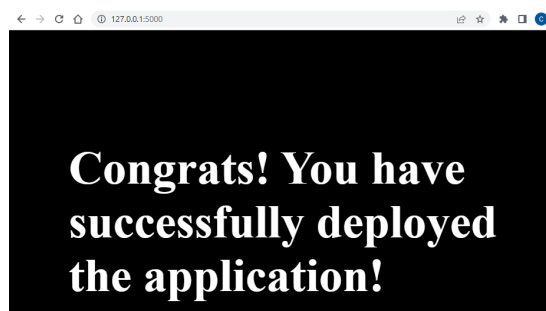 127.0.0.1:5000
C
Congrats! You have
successfully deployed
the application!